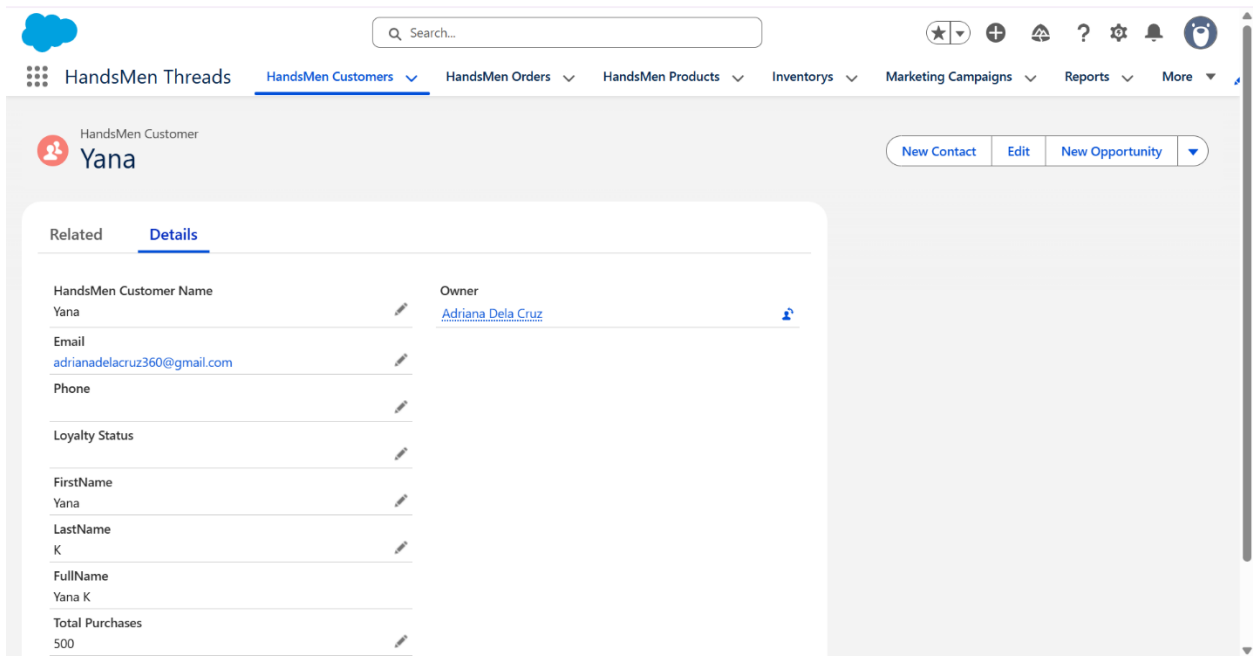 Search...
HandsMen Threads
HandsMen Customers
HandsMen Orders
HandsMen Products
Inventorys
Marketing Campaigns
Reports
More
HandsMen Customer
Yana
New Contact
Edit
New Opportunity
Related
Details
HandsMen Customer Name
Yana
Owner
Adriana Dela Cruz
Email
adrianadelacruz360@gmail.com
Phone
Loyalty Status
FirstName
Yana
LastName
K
FullName
Yana K
Total Purchases
500